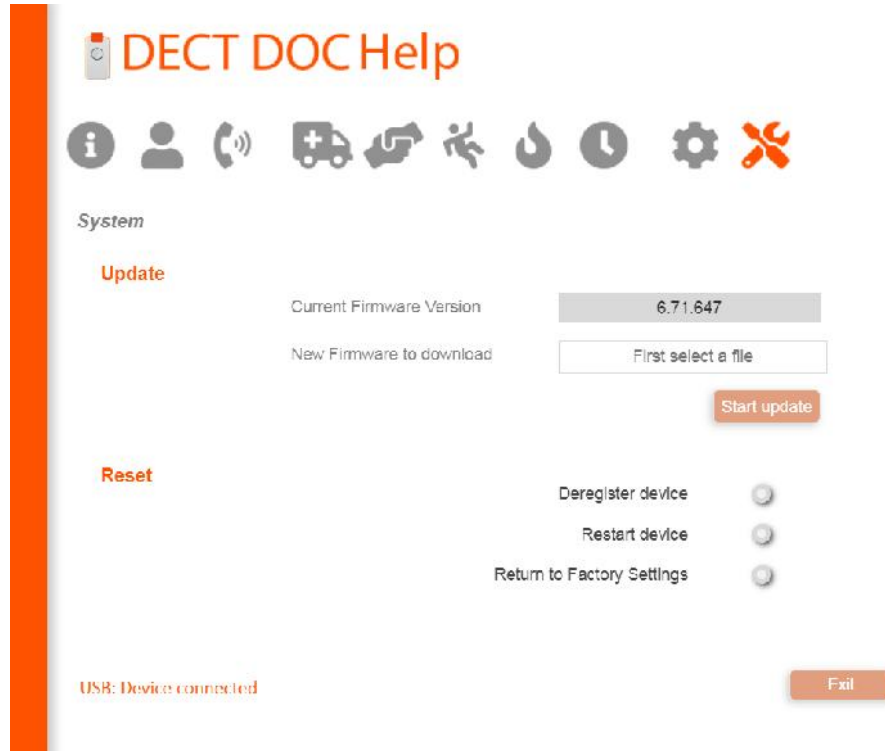 DECT DOC Help
System
Update
Current Firmware Version 6.71.647
New Firmware to download First select a file
Start update
Reset
Deregister device
Restart device
Return to Factory Settings
USB: Device connected
Exit